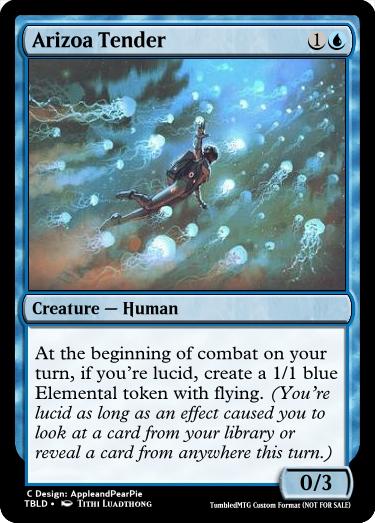 Arizoa Tender 1
Creature — Human
At the beginning of combat on your
turn, if you're lucid, create a 1/1 blue
Elemental token with flying. (You're
lucid as long as an effect caused you to
look at a card from your library or
reveal a card from anywhere this turn.)
0/3
C Design: AppleandPearPie
TBLD • Tithi Luadthong
TumbledMTG Custom Format (NOT FOR SALE)